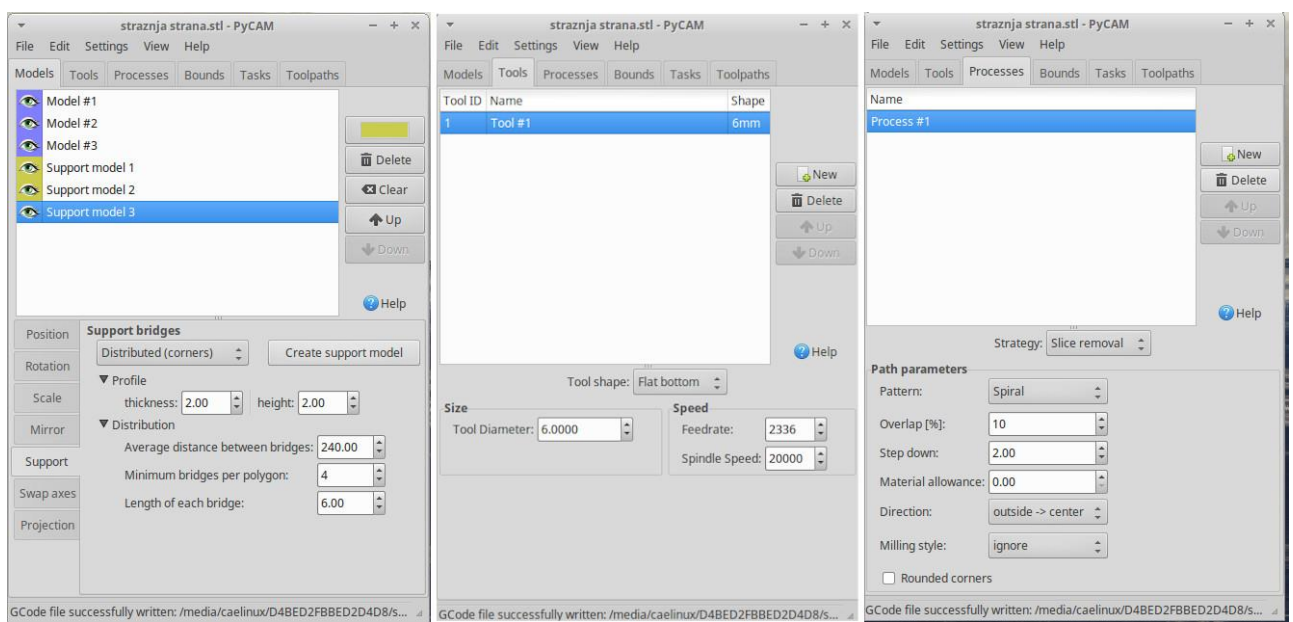 straznja strana.stl - PyCAM
File Edit Settings View Help
Models Tools Processes Bounds Tasks Toolpaths
Model #1
Model #2
Model #3
Support model 1
Support model 2
Support model 3
Delete
Clear
Up
Down
Help
Position
Rotation
Scale
Mirror
Support
Swap axes
Projection
Support bridges
Distributed (corners) Create support model
Profile
thickness: 2.00 height: 2.00
Distribution
Average distance between bridges: 240.00
Minimum bridges per polygon: 4
Length of each bridge: 6.00
GCode file successfully written: /media/caelinux/D4BED2FBBED2D4D8/s...
straznja strana.stl - PyCAM
File Edit Settings View Help
Models Tools Processes Bounds Tasks Toolpaths
Tool ID Name Shape
1 Tool #1 6mm
New
Delete
Up
Down
Help
Tool shape: Flat bottom
Size
Tool Diameter: 6.0000
Speed
Feedrate: 2336
Spindle Speed: 20000
GCode file successfully written: /media/caelinux/D4BED2FBBED2D4D8/s...
straznja strana.stl - PyCAM
File Edit Settings View Help
Models Tools Processes Bounds Tasks Toolpaths
Name
Process #1
New
Delete
Up
Down
Help
Strategy: Slice removal
Path parameters
Pattern: Spiral
Overlap [%]: 10
Step down: 2.00
Material allowance: 0.00
Direction: outside -> center
Milling style: ignore
Rounded corners
GCode file successfully written: /media/caelinux/D4BED2FBBED2D4D8/s...